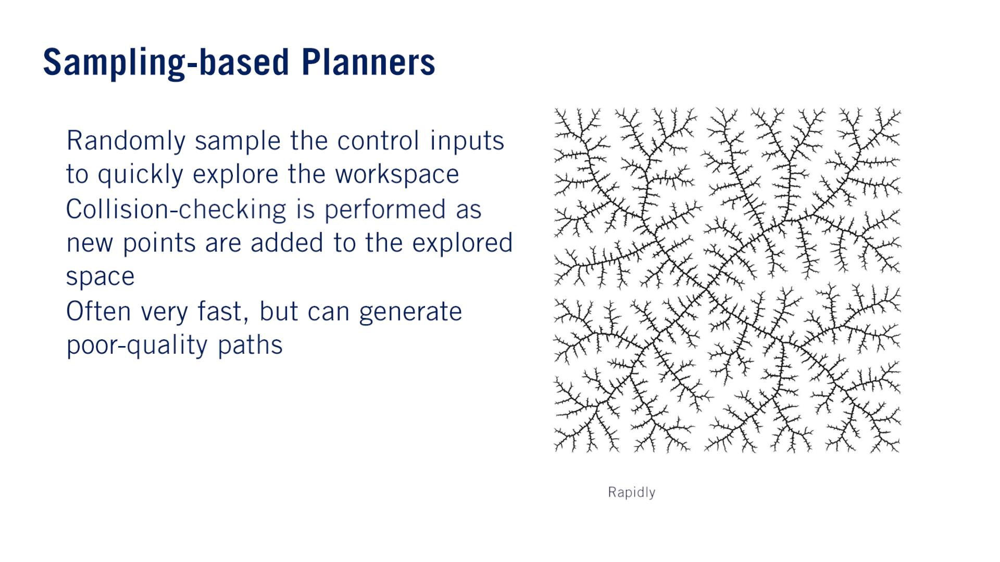 Sampling-based Planners
Randomly sample the control inputs
to quickly explore the workspace
Collision-checking is performed as
new points are added to the explored
space
Often very fast, but can generate
poor-quality paths
Rapidly